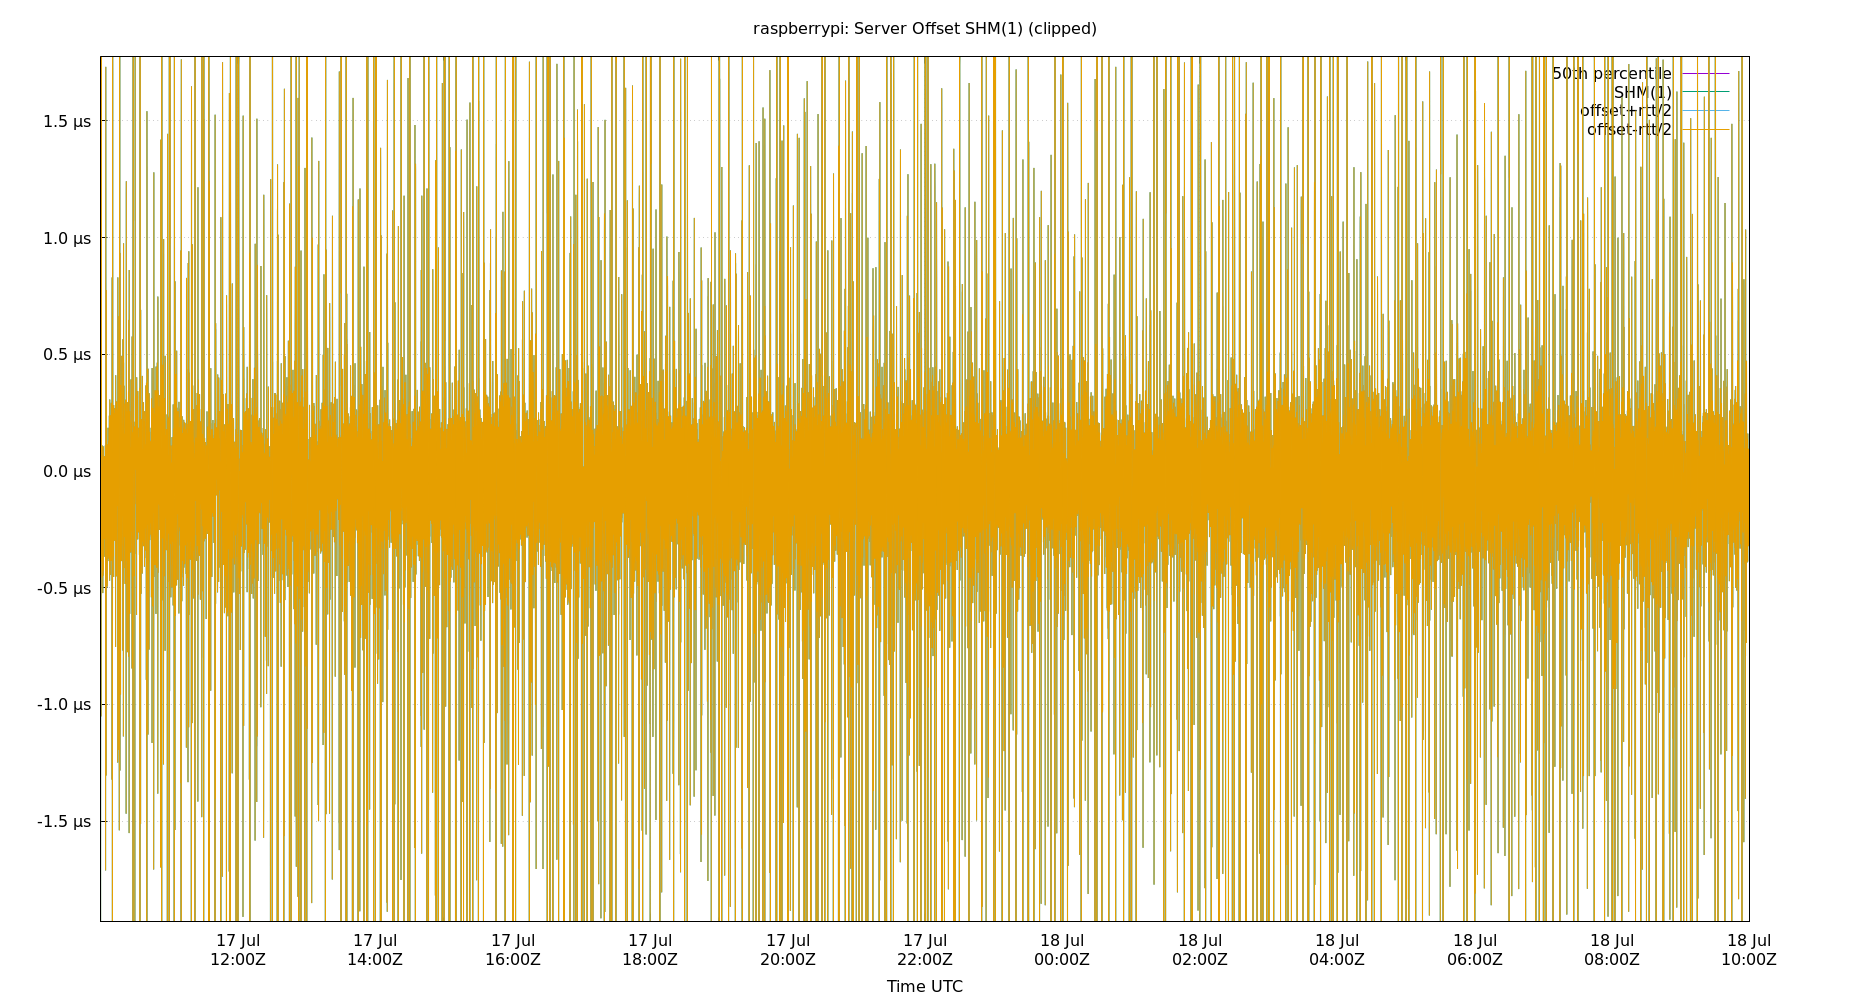 raspberrypi: Server Offset SHM(1) (clipped)
50th percentile
SHM(1)
offset+rtt/2
offset-rtt/2
1.5 µs
1.0 µs
0.5 µs
0.0 µs
-0.5 µs
-1.0 µs
-1.5 µs
17 Jul 17 Jul 17 Jul 17 Jul 17 Jul 17 Jul 18 Jul 18 Jul 18 Jul 18 Jul 18 Jul 18 Jul
12:00Z 14:00Z 16:00Z 18:00Z 20:00Z 22:00Z 00:00Z 02:00Z 04:00Z 06:00Z 08:00Z 10:00Z
Time UTC